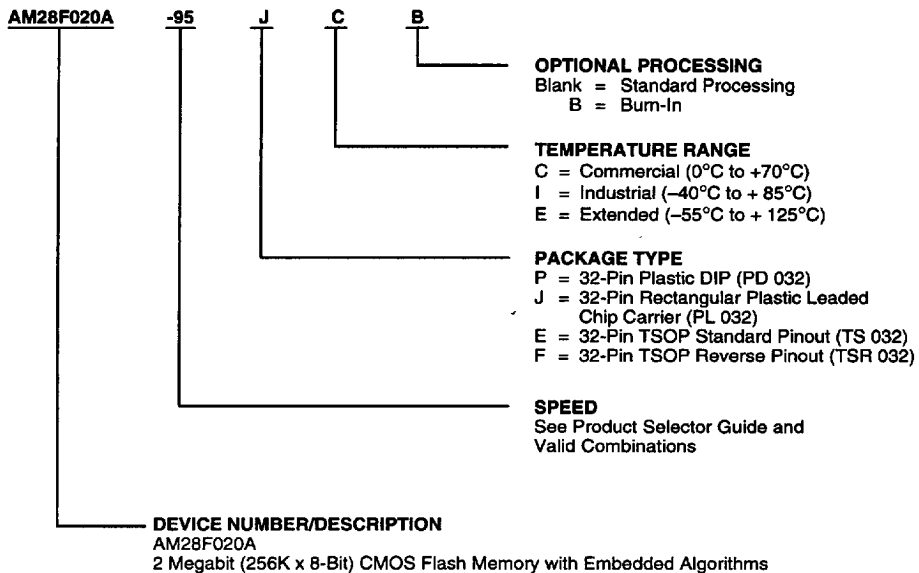 AM28F020A -95 J C B
OPTIONAL PROCESSING
Blank = Standard Processing
B = Burn-In
TEMPERATURE RANGE
C = Commercial (0°C to +70°C)
I = Industrial (–40°C to + 85°C)
E = Extended (–55°C to + 125°C)
PACKAGE TYPE
P = 32-Pin Plastic DIP (PD 032)
J = 32-Pin Rectangular Plastic Leaded
Chip Carrier (PL 032)
E = 32-Pin TSOP Standard Pinout (TS 032)
F = 32-Pin TSOP Reverse Pinout (TSR 032)
SPEED
See Product Selector Guide and
Valid Combinations
DEVICE NUMBER/DESCRIPTION
AM28F020A
2 Megabit (256K x 8-Bit) CMOS Flash Memory with Embedded Algorithms